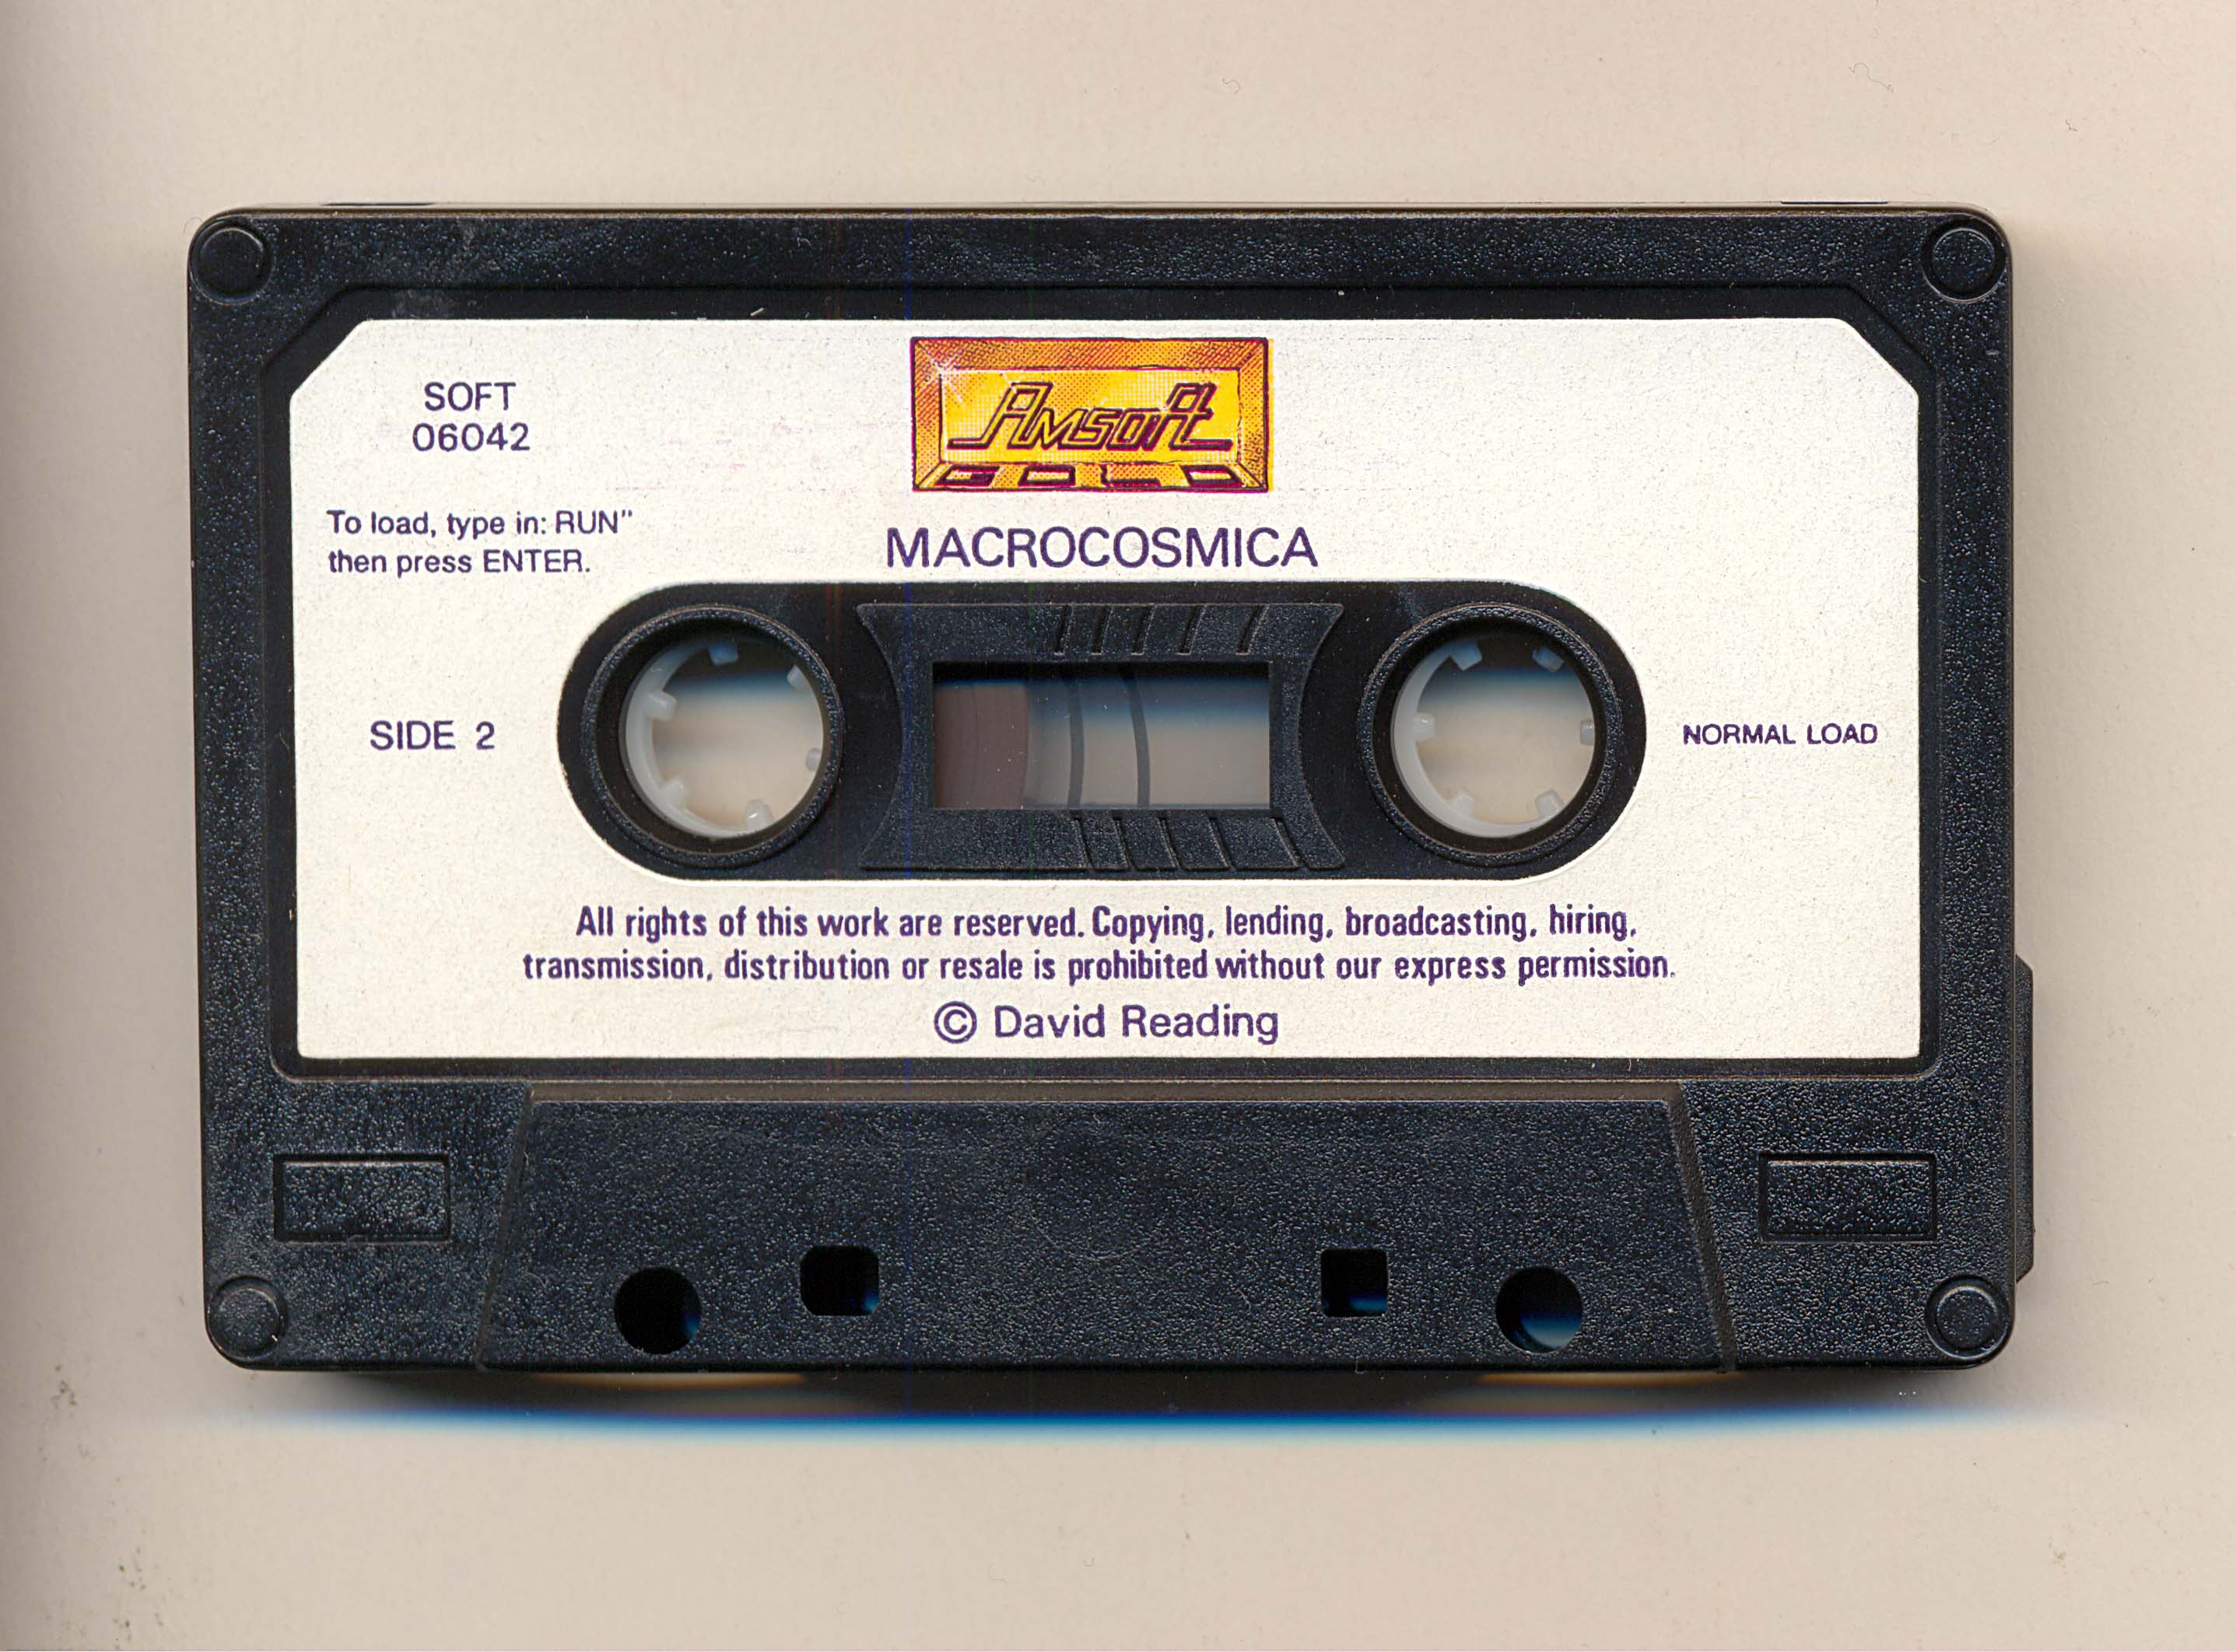 SOFT
06042
Amsoft
GOLD
To load, type in: RUN"
then press ENTER.
MACROCOSMICA
SIDE 2
NORMAL LOAD
All rights of this work are reserved. Copying, lending, broadcasting, hiring,
transmission, distribution or resale is prohibited without our express permission.
© David Reading